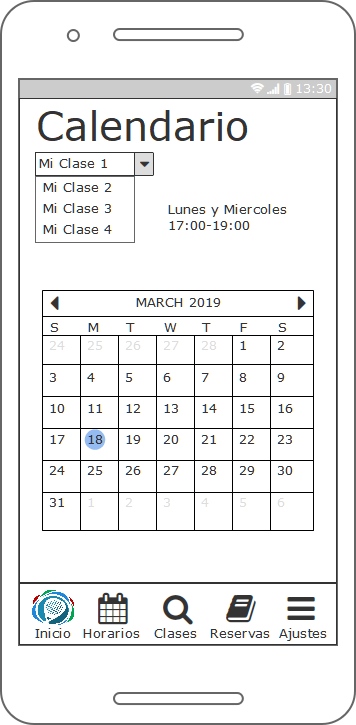 13:30
Calendario
Mi Clase 1
Mi Clase 2
Mi Clase 3
Mi Clase 4
Lunes y Miercoles
17:00-19:00
MARCH 2019
S M T W T F S
24 25 26 27 28 1 2
3 4 5 6 7 8 9
10 11 12 13 14 15 16
17 18 19 20 21 22 23
24 25 26 27 28 29 30
31 1 2 3 4 5 6
Inicio Horarios Clases Reservas Ajustes